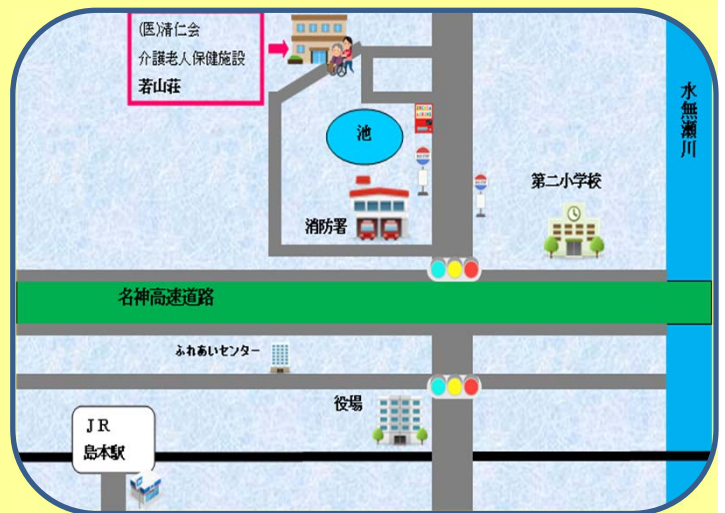 (医)清仁会
介護老人保健施設
若山荘
池
水無瀬川
第二小学校
消防署
名神高速道路
ふれあいセンター
役場
JR
島本駅